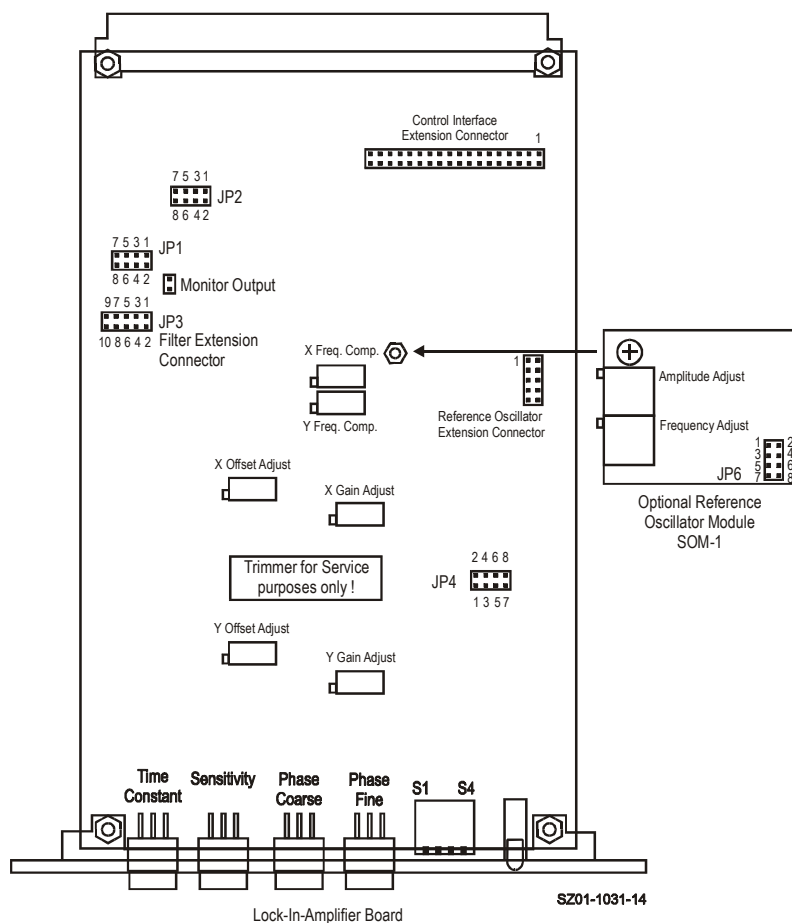 Control Interface
Extension Connector
1
7 5 3 1
JP2
8 6 4 2
7 5 3 1
JP1
8 6 4 2
Monitor Output
9 7 5 3 1
JP3
10 8 6 4 2
Filter Extension
Connector
X Freq. Comp.
Y Freq. Comp.
1
Reference Oscillator
Extension Connector
Amplitude Adjust
Frequency Adjust
1 2
3 4
5 6
7 8
JP6
Optional Reference
Oscillator Module
SOM-1
X Offset Adjust
X Gain Adjust
Trimmer for Service
purposes only !
2 4 6 8
JP4
1 3 5 7
Y Offset Adjust
Y Gain Adjust
Time
Constant
Sensitivity
Phase
Coarse
Phase
Fine
S1 S4
SZ01-1031-14
Lock-In-Amplifier Board